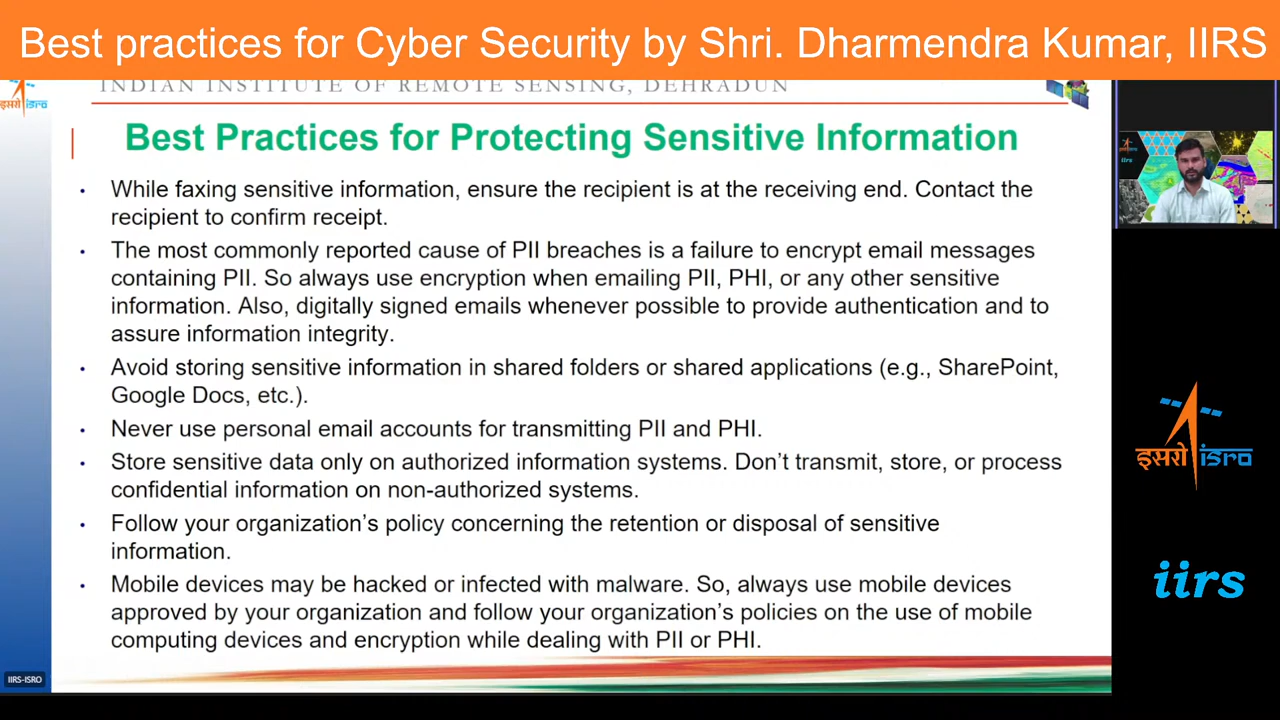 Best practices for Cyber Security by Shri. Dharmendra Kumar, IIRS
INDIAN INSTITUTE OF REMOTE SENSING, DEHRADUN
इसरो isro
Best Practices for Protecting Sensitive Information
• While faxing sensitive information, ensure the recipient is at the receiving end. Contact the
recipient to confirm receipt.
• The most commonly reported cause of PII breaches is a failure to encrypt email messages
containing PII. So always use encryption when emailing PII, PHI, or any other sensitive
information. Also, digitally signed emails whenever possible to provide authentication and to
assure information integrity.
• Avoid storing sensitive information in shared folders or shared applications (e.g., SharePoint,
Google Docs, etc.).
• Never use personal email accounts for transmitting PII and PHI.
• Store sensitive data only on authorized information systems. Don’t transmit, store, or process
confidential information on non-authorized systems.
• Follow your organization’s policy concerning the retention or disposal of sensitive
information.
• Mobile devices may be hacked or infected with malware. So, always use mobile devices
approved by your organization and follow your organization’s policies on the use of mobile
computing devices and encryption while dealing with PII or PHI.
IIRS-ISRO
iirs
इसरो isro
iirs